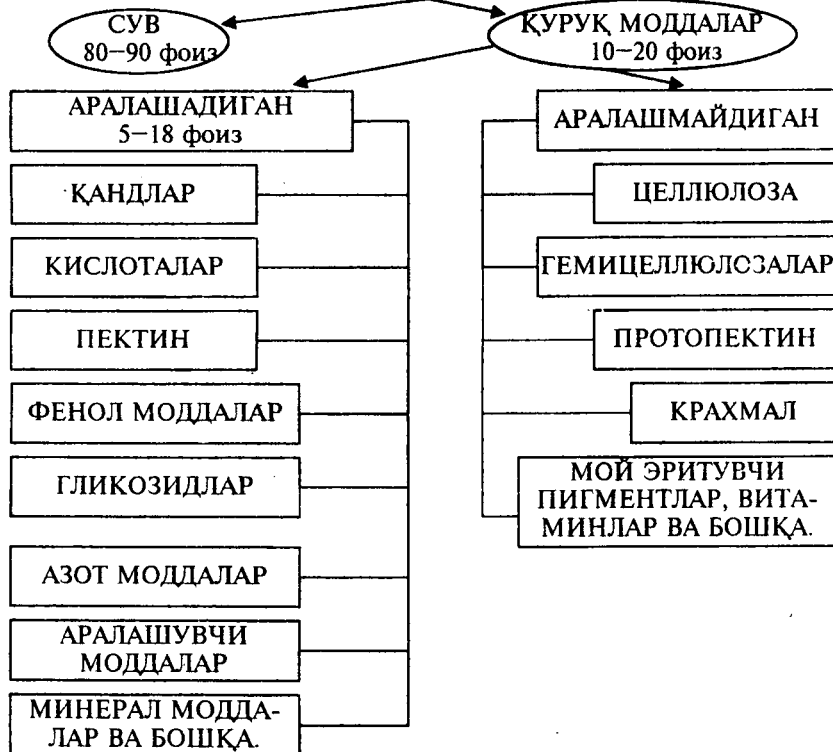 СУВ
80–90 фоиз
ҚУРУҚ МОДДАЛАР
10–20 фоиз
АРАЛАШАДИГАН
5–18 фоиз
ҚАНДЛАР
КИСЛОТАЛАР
ПЕКТИН
ФЕНОЛ МОДДАЛАР
ГЛИКОЗИДЛАР
АЗОТ МОДДАЛАР
АРАЛАШУВЧИ
МОДДАЛАР
МИНЕРАЛ МОДДА-
ЛАР ВА БОШҚА.
АРАЛАШМАЙДИГАН
ЦЕЛЛЮЛОЗА
ГЕМИЦЕЛЛЮЛОЗАЛАР
ПРОТОПЕКТИН
КРАХМАЛ
МОЙ ЭРИТУВЧИ
ПИГМЕНТЛАР, ВИТА-
МИНЛАР ВА БОШҚА.